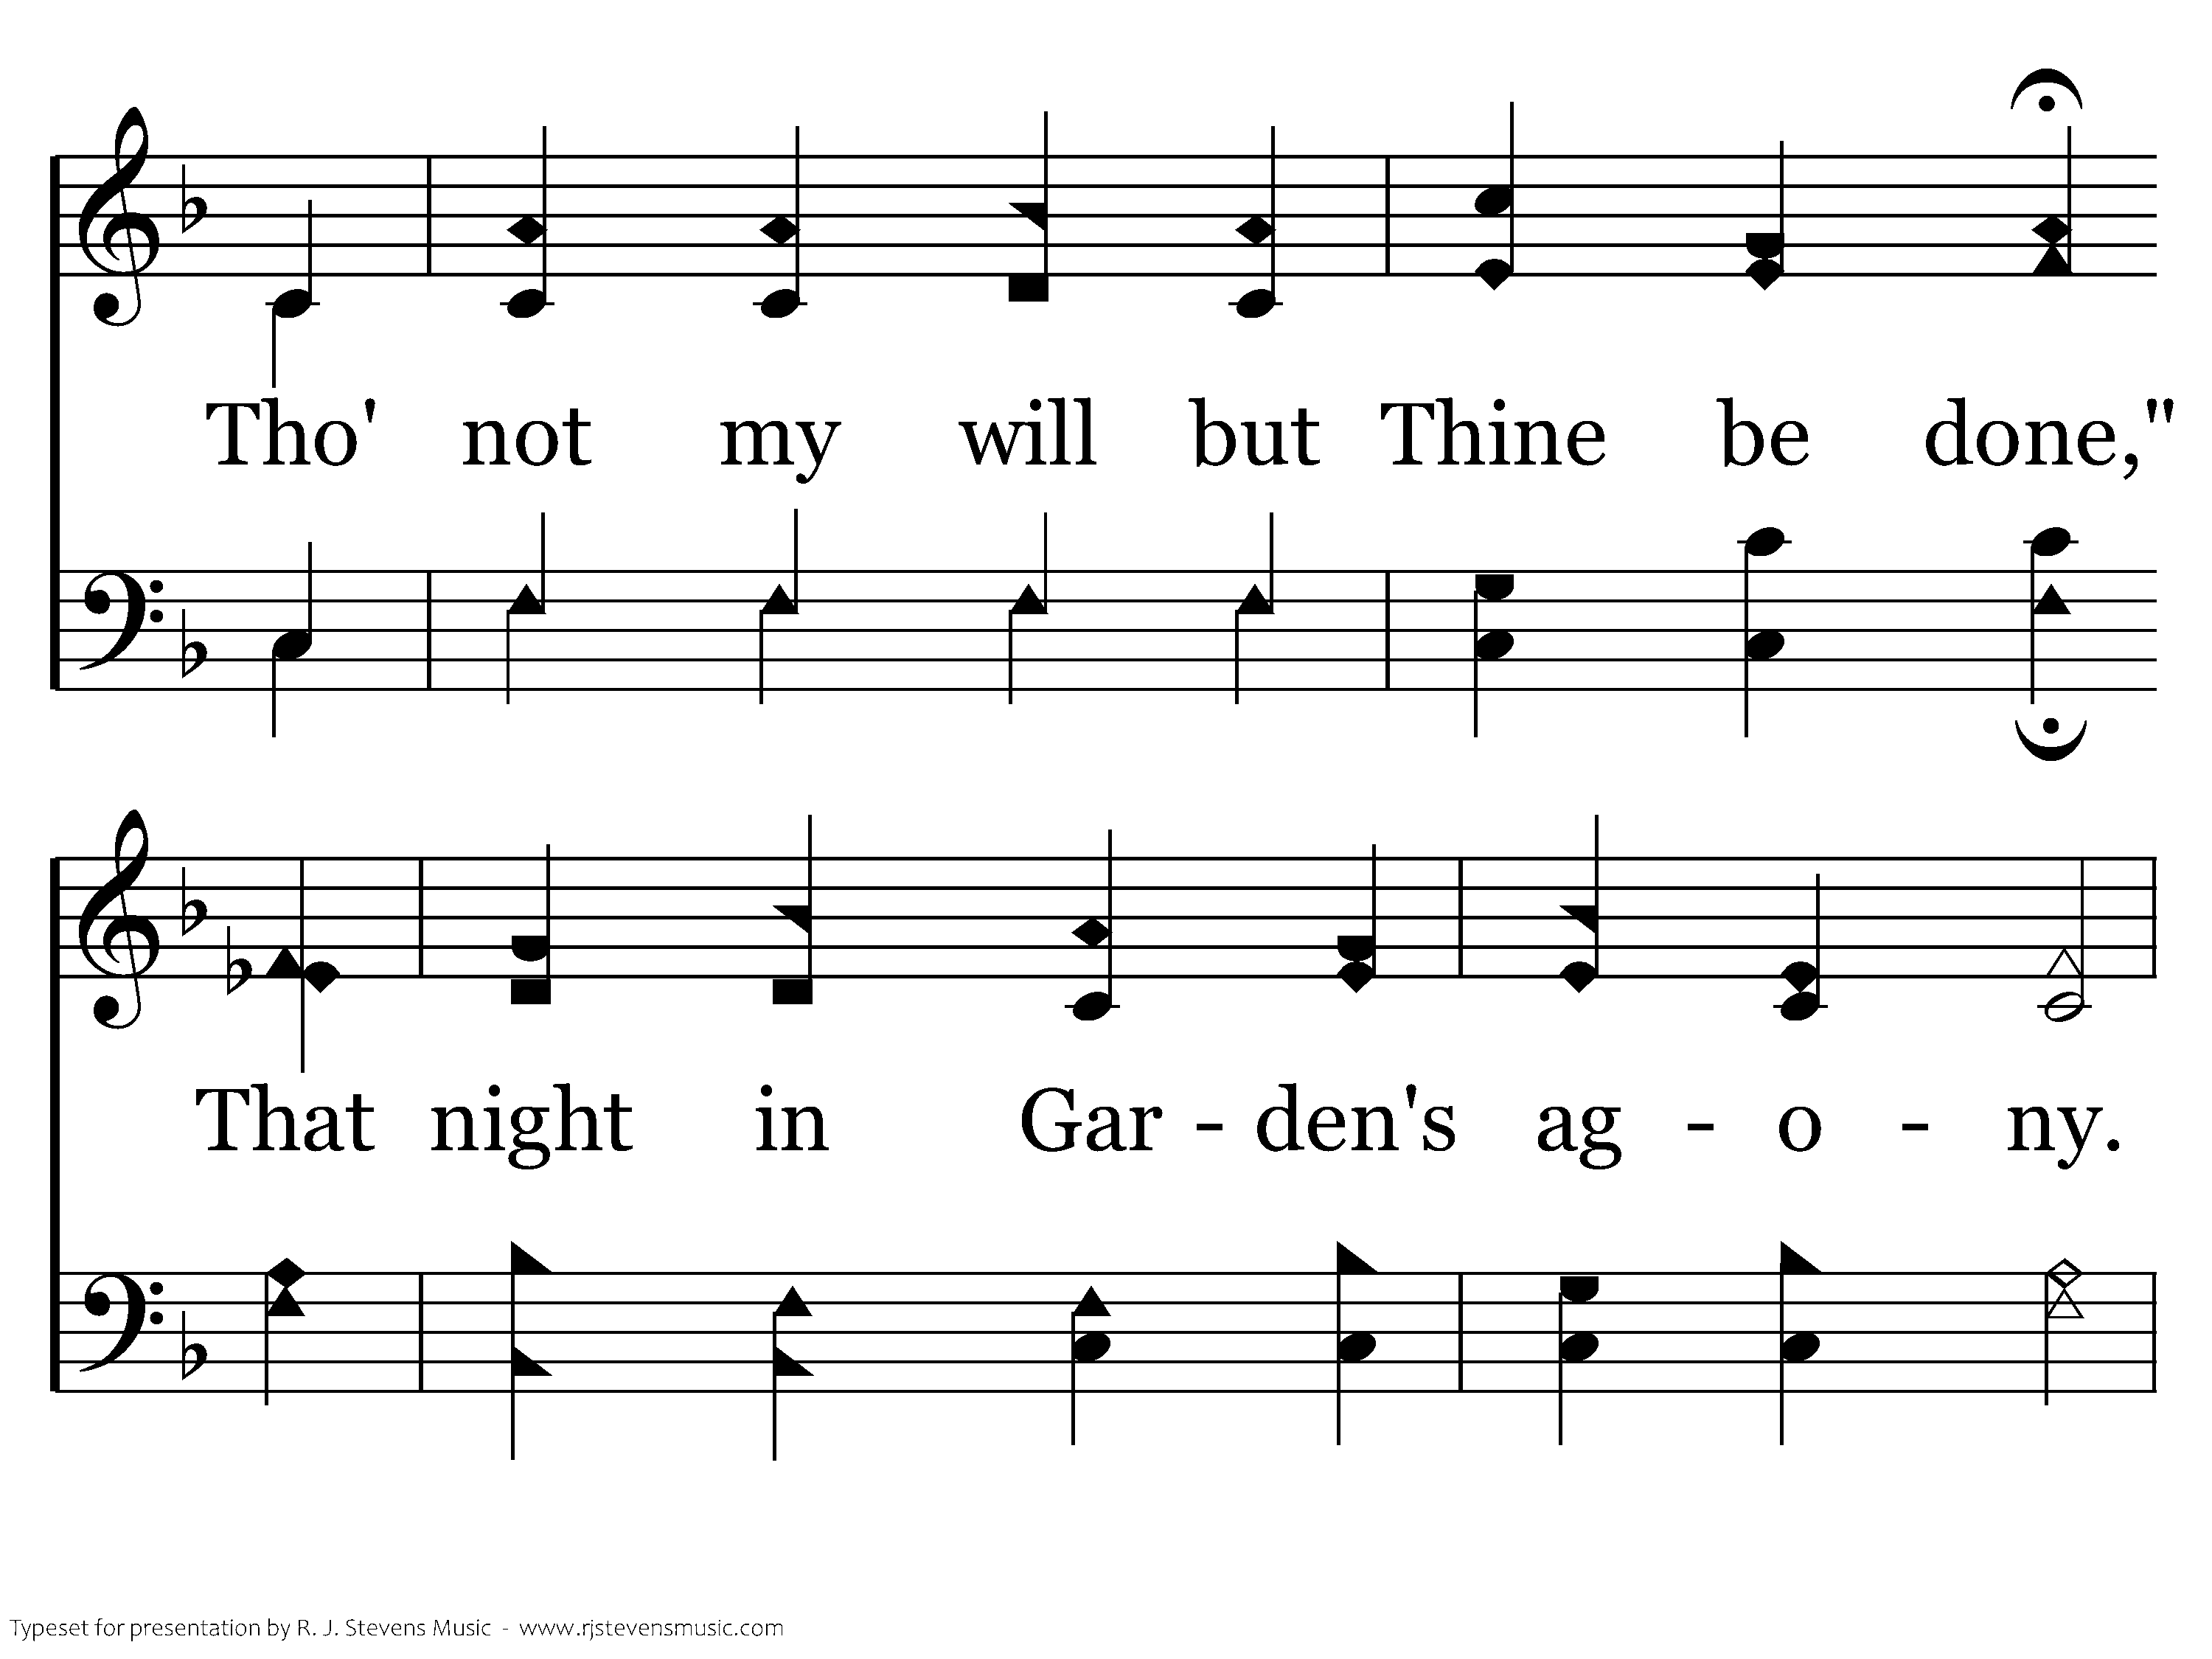 Tho' not my will but Thine be done,"
That night in Gar - den's ag - o - ny.
Typeset for presentation by R. J. Stevens Music - www.rjstevensmusic.com